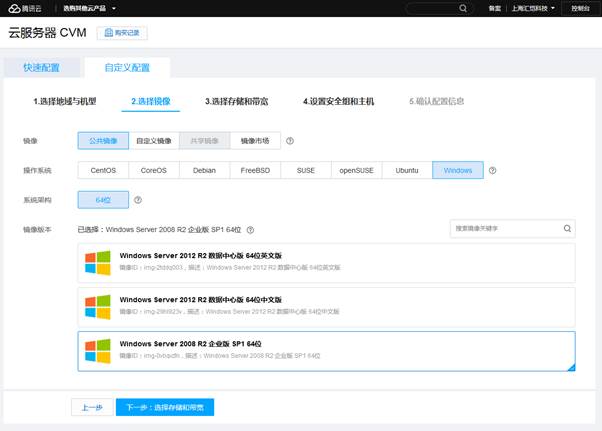 腾讯云 选购其他云产品 备案 上海汇恺科技 控制台
云服务器 CVM 购买记录
快速配置 自定义配置
1.选择地域与机型 2.选择镜像 3.选择存储和带宽 4.设置安全组和主机 5.确认配置信息
镜像 公共镜像 自定义镜像 共享镜像 镜像市场
操作系统 CentOS CoreOS Debian FreeBSD SUSE openSUSE Ubuntu Windows
系统架构 64位
镜像版本 已选择：Windows Server 2008 R2 企业版 SP1 64位 搜索镜像关键字
Windows Server 2012 R2 数据中心版 64位英文版
镜像ID：描述：Windows Server 2012 R2 数据中心版 64位英文版
Windows Server 2012 R2 数据中心版 64位中文版
镜像ID：描述：Windows Server 2012 R2 数据中心版 64位中文版
Windows Server 2008 R2 企业版 SP1 64位
镜像ID：描述：Windows Server 2008 R2 企业版 SP1 64位
上一步 下一步：选择存储和带宽